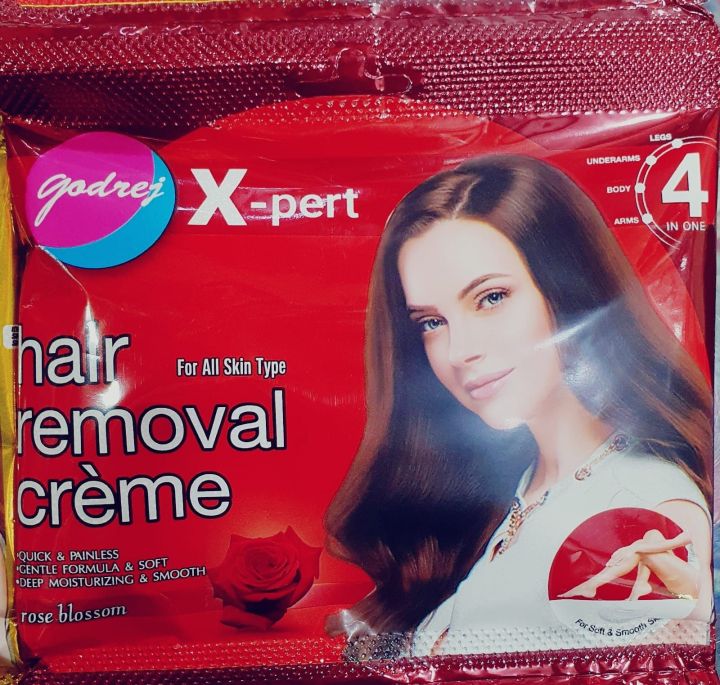 godrej
X-pert
LEGS
UNDERARMS
BODY
ARMS
4
IN ONE
hair
For All Skin Type
removal
crème
•QUICK & PAINLESS
•GENTLE FORMULA & SOFT
•DEEP MOISTURIZING & SMOOTH
rose blossom
For Soft & Smooth